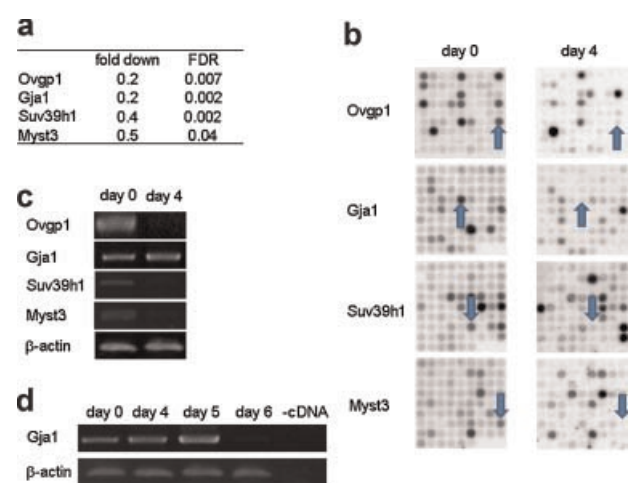 a
fold down FDR
Ovgp1 0.2 0.007
Gja1 0.2 0.002
Suv39h1 0.4 0.002
Myst3 0.5 0.04
b
day 0 day 4
Ovgp1
Gja1
Suv39h1
Myst3
c
day 0 day 4
Ovgp1
Gja1
Suv39h1
Myst3
β-actin
d
day 0 day 4 day 5 day 6 -cDNA
Gja1
β-actin